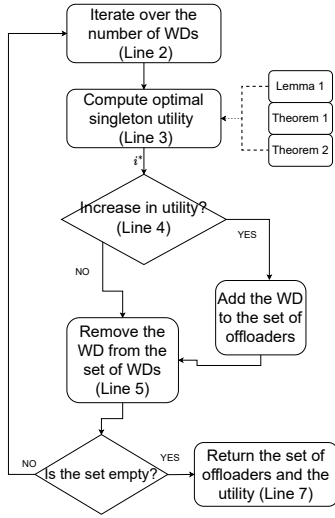 Iterate over the
number of WDs
(Line 2)
Compute optimal
singleton utility
(Line 3)
Lemma 1
Theorem 1
Theorem 2
i*
Increase in utility?
(Line 4)
YES
NO
Add the WD
to the set of
offloaders
Remove the
WD from the
set of WDs
(Line 5)
NO
Is the set empty?
YES
Return the set of
offloaders and the
utility (Line 7)